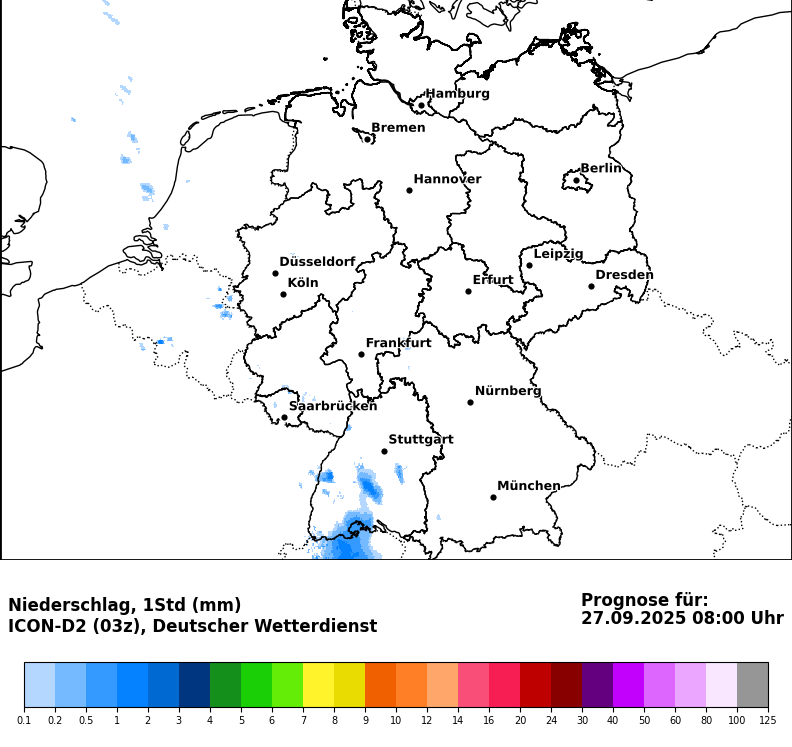 Hamburg
Bremen
Berlin
Hannover
Leipzig
Düsseldorf
Dresden
Köln
Erfurt
Frankfurt
Nürnberg
Saarbrücken
Stuttgart
München
Niederschlag, 1Std (mm)
ICON-D2 (03z), Deutscher Wetterdienst
Prognose für:
27.09.2025 08:00 Uhr
0.1 0.2 0.5 1 2 3 4 5 6 7 8 9 10 12 14 16 20 24 30 40 50 60 80 100 125